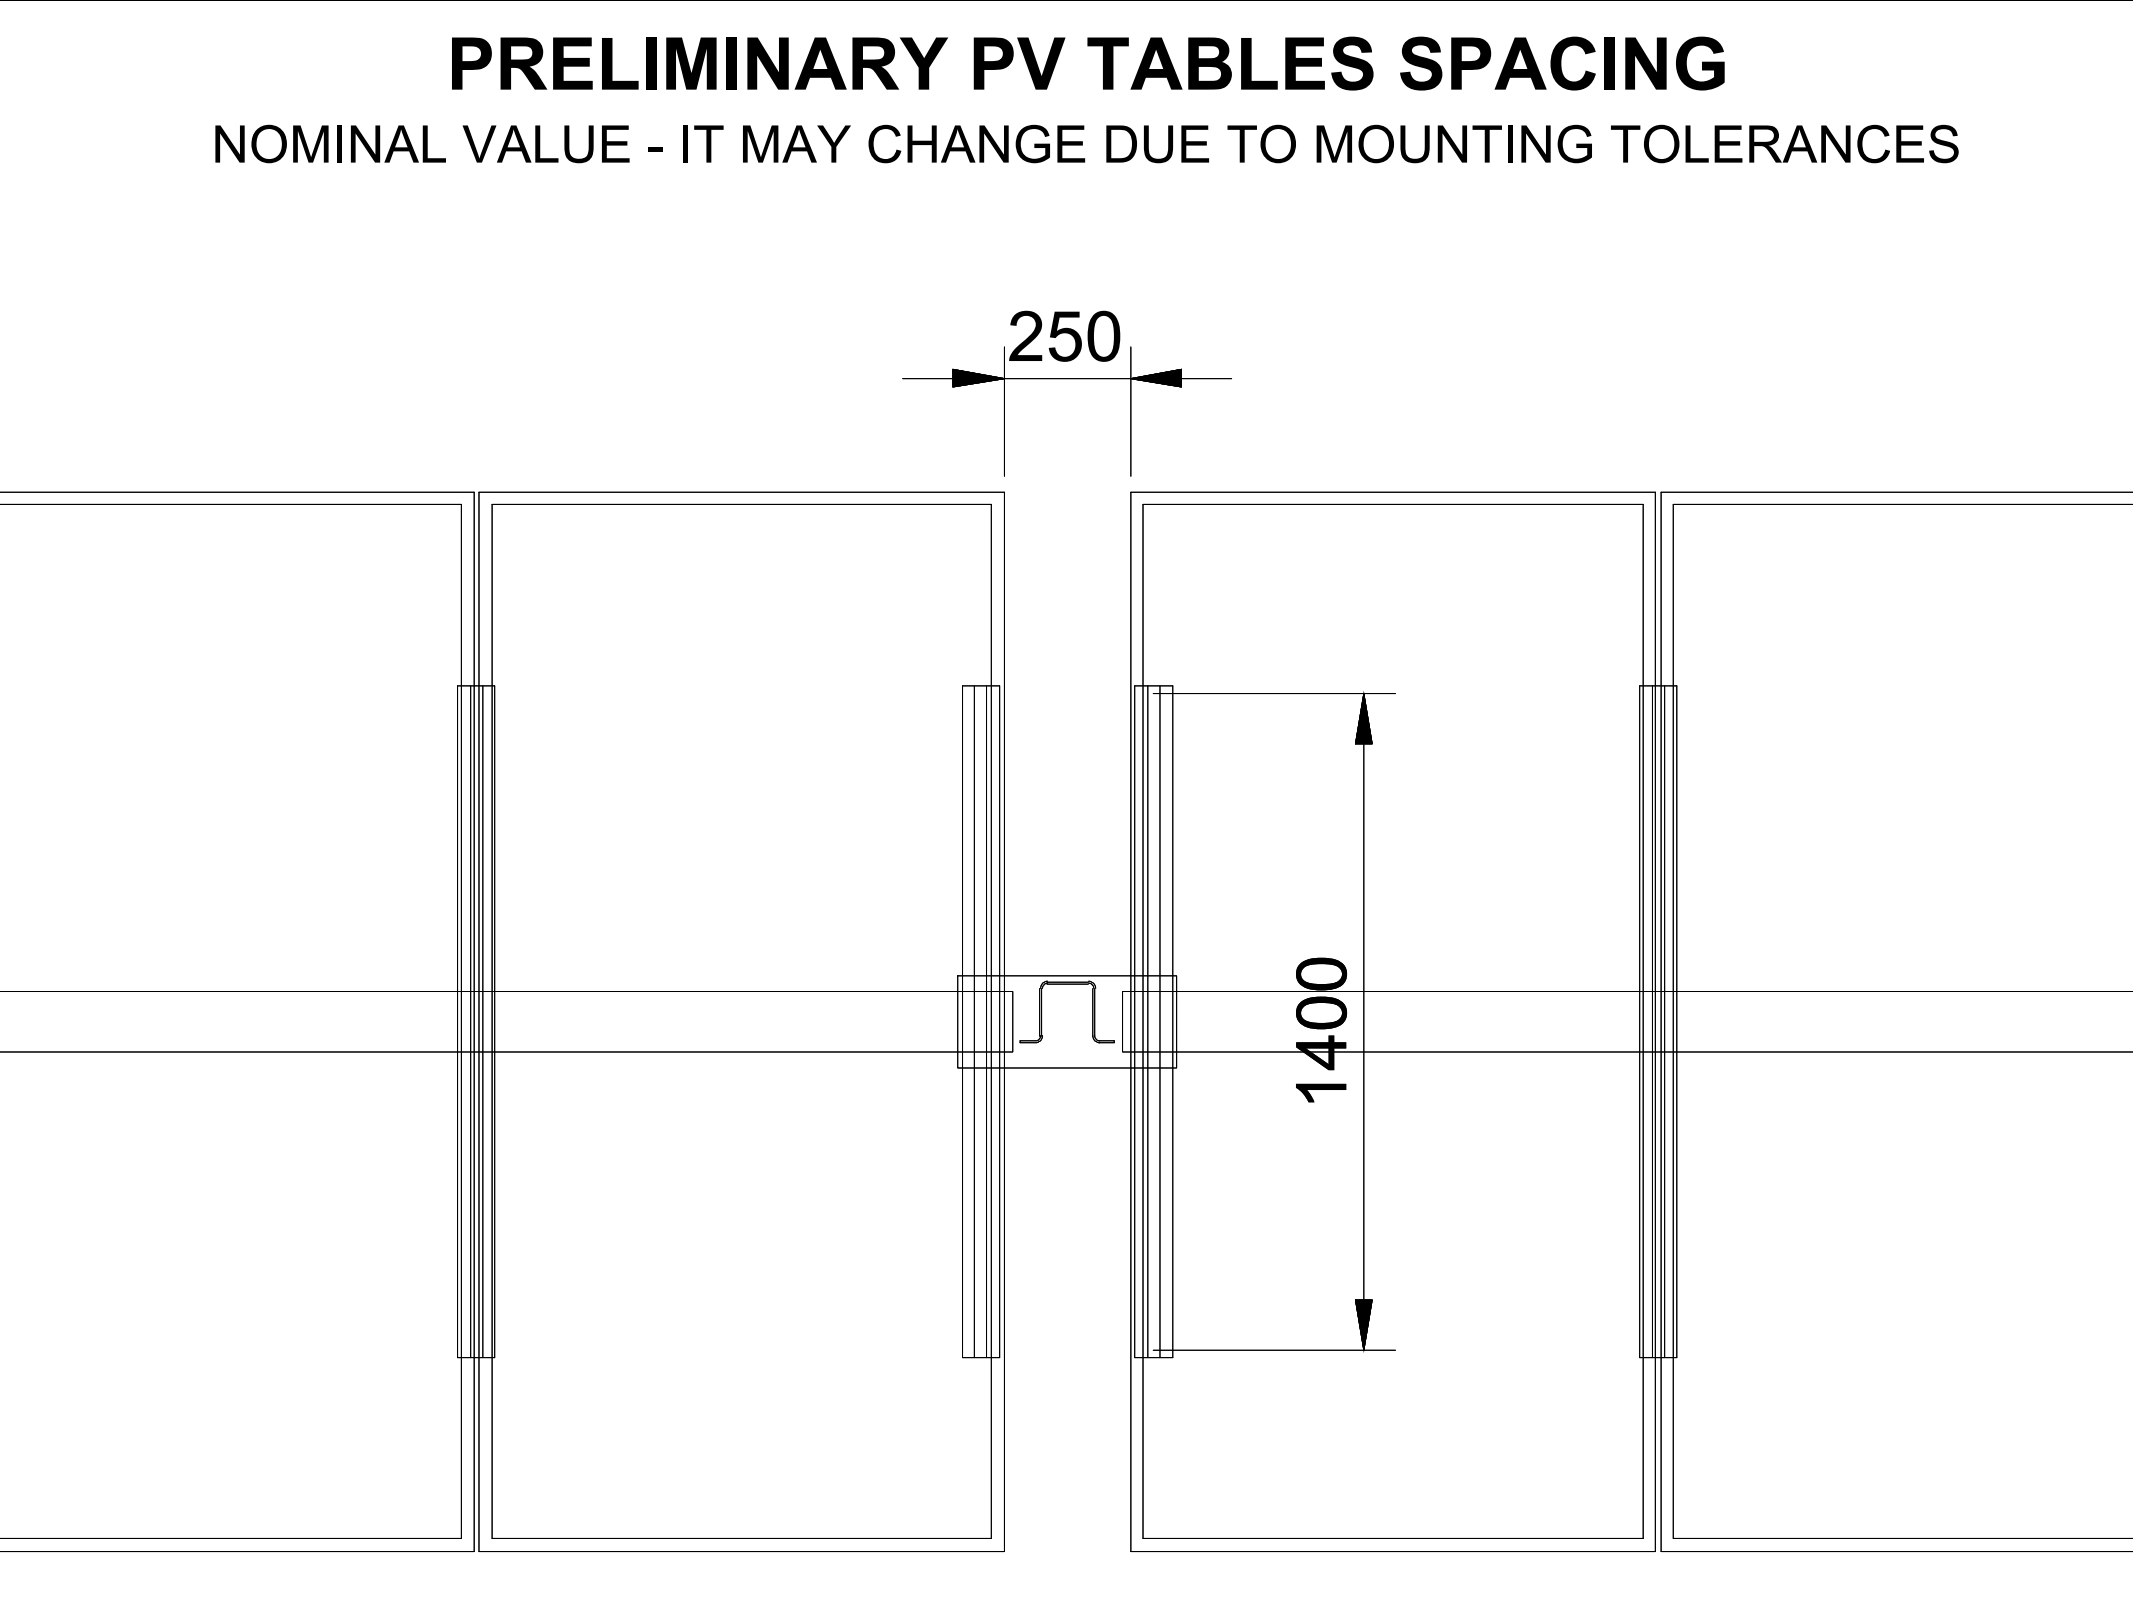 PRELIMINARY PV TABLES SPACING
NOMINAL VALUE - IT MAY CHANGE DUE TO MOUNTING TOLERANCES
250
1400